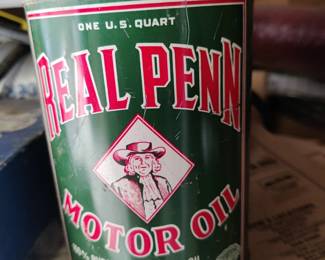 ONE U.S. QUART
REAL PENN
MOTOR OIL